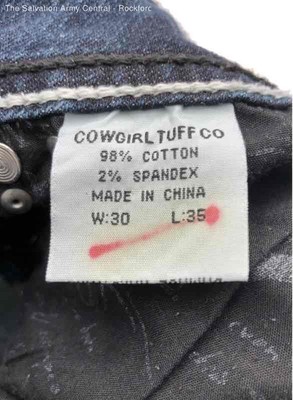 The Salvation Army Central - Rockford
COWGIRL TUFF CO
98% COTTON
2% SPANDEX
MADE IN CHINA
W:30 L:35